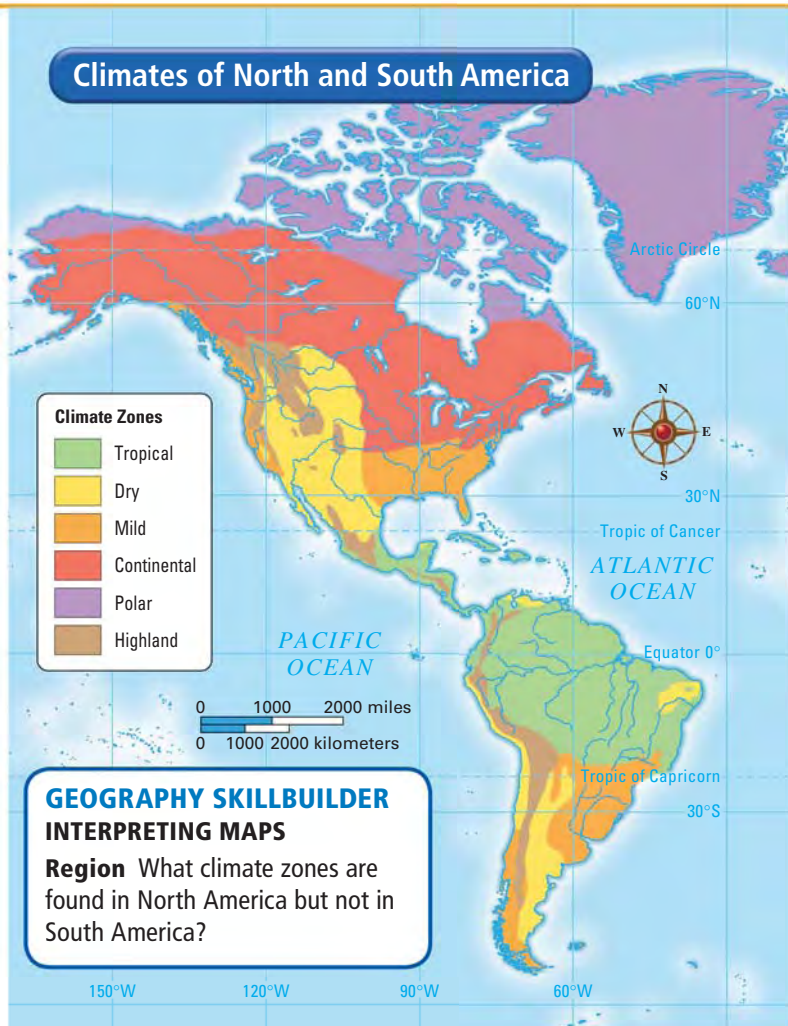 Climates of North and South America
Arctic Circle
60°N
Climate Zones
Tropical
Dry
Mild
Continental
Polar
Highland
N
W E
S
30°N
Tropic of Cancer
ATLANTIC
OCEAN
PACIFIC
OCEAN
Equator 0°
0 1000 2000 miles
0 1000 2000 kilometers
Tropic of Capricorn
30°S
GEOGRAPHY SKILLBUILDER
INTERPRETING MAPS
Region What climate zones are
found in North America but not in
South America?
150°W 120°W 90°W 60°W